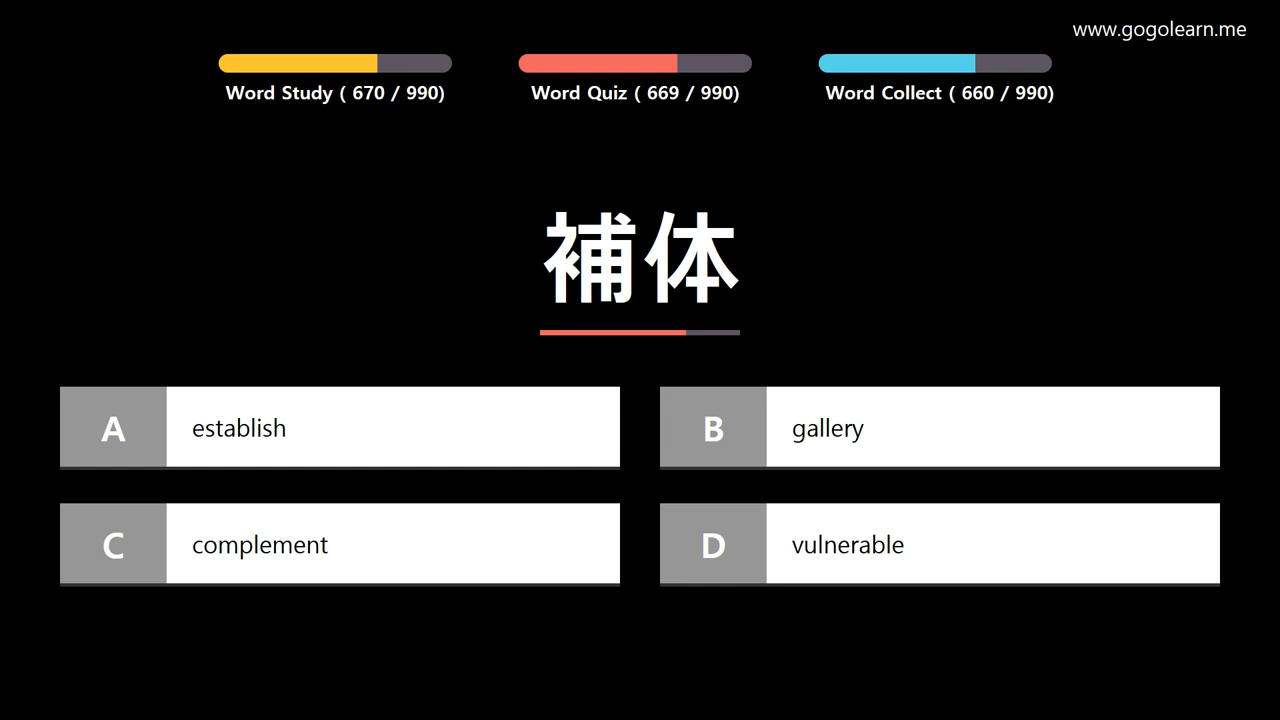 www.gogolearn.me
Word Study ( 670 / 990)
Word Quiz ( 669 / 990)
Word Collect ( 660 / 990)
補体
A establish
B gallery
C complement
D vulnerable